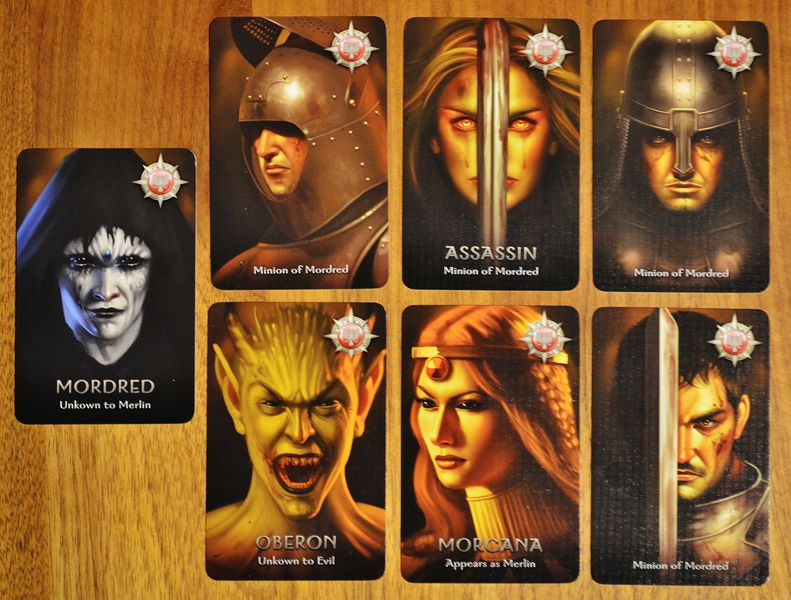 MORDRED
Unkown to Merlin
Minion of Mordred
ASSASSIN
Minion of Mordred
Minion of Mordred
OBERON
Unkown to Evil
MORGANA
Appears as Merlin
Minion of Mordred